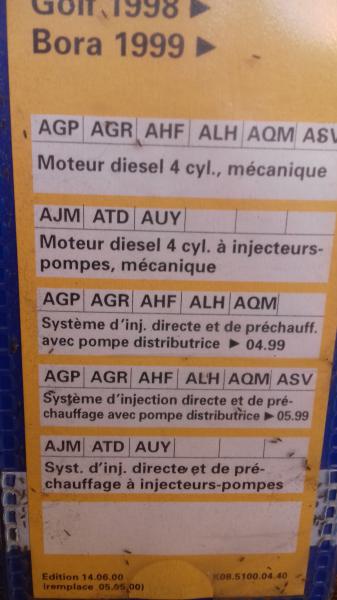 Golf 1998 ►
Bora 1999 ►
AGP AGR AHF ALH AQM ASV
Moteur diesel 4 cyl., mécanique
AJM ATD AUY
Moteur diesel 4 cyl. à injecteurs-
pompes, mécanique
AGP AGR AHF ALH AQM
Système d'inj. directe et de préchauff.
avec pompe distributrice ► 04.99
AGP AGR AHF ALH AQM ASV
Système d'injection directe et de pré-
chauffage avec pompe distributrice ► 05.99
AJM ATD AUY
Syst. d'inj. directe et de pré-
chauffage à injecteurs-pompes
Edition 14.06.00 K08.5100.04.40
(remplace 05.05.00)